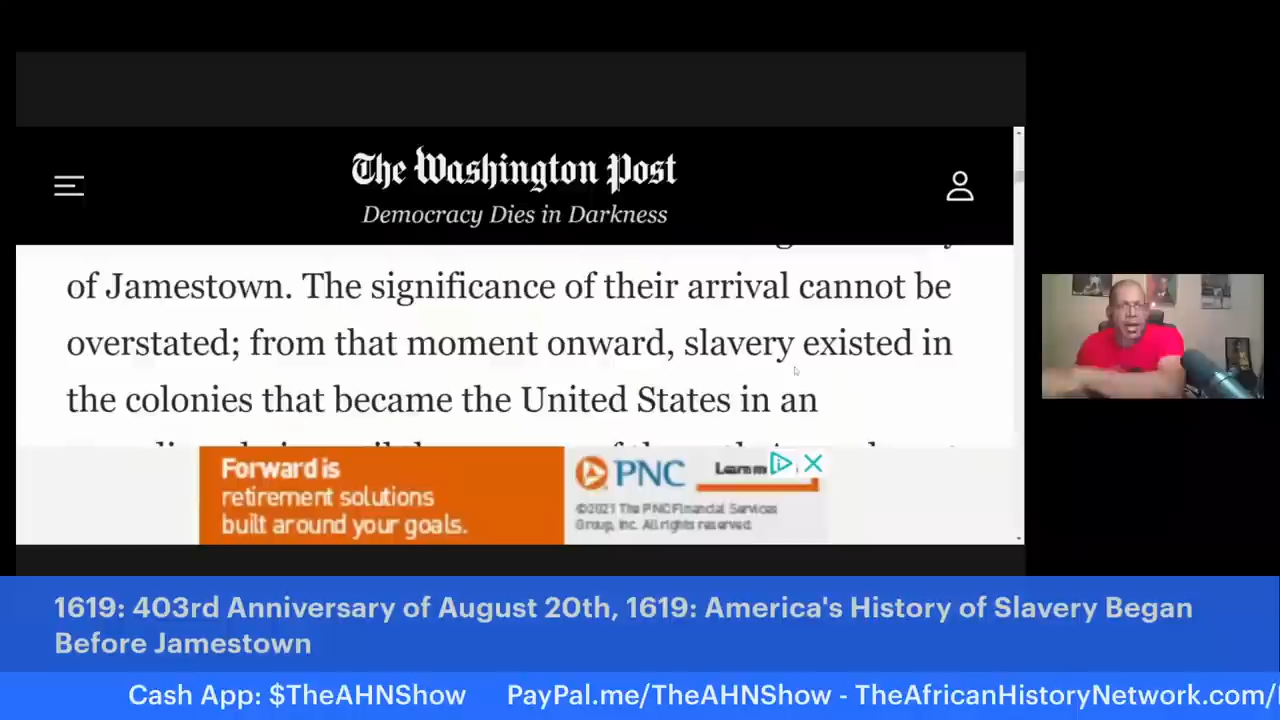 The Washington Post
Democracy Dies in Darkness
of Jamestown. The significance of their arrival cannot be
overstated; from that moment onward, slavery existed in
the colonies that became the United States in an
Forward is
retirement solutions
built around your goals.
PNC
©2021 The PNC Financial Services
Group, Inc. All rights reserved.
1619: 403rd Anniversary of August 20th, 1619: America's History of Slavery Began
Before Jamestown
Cash App: $TheAHNShow PayPal.me/TheAHNShow - TheAfricanHistoryNetwork.com/